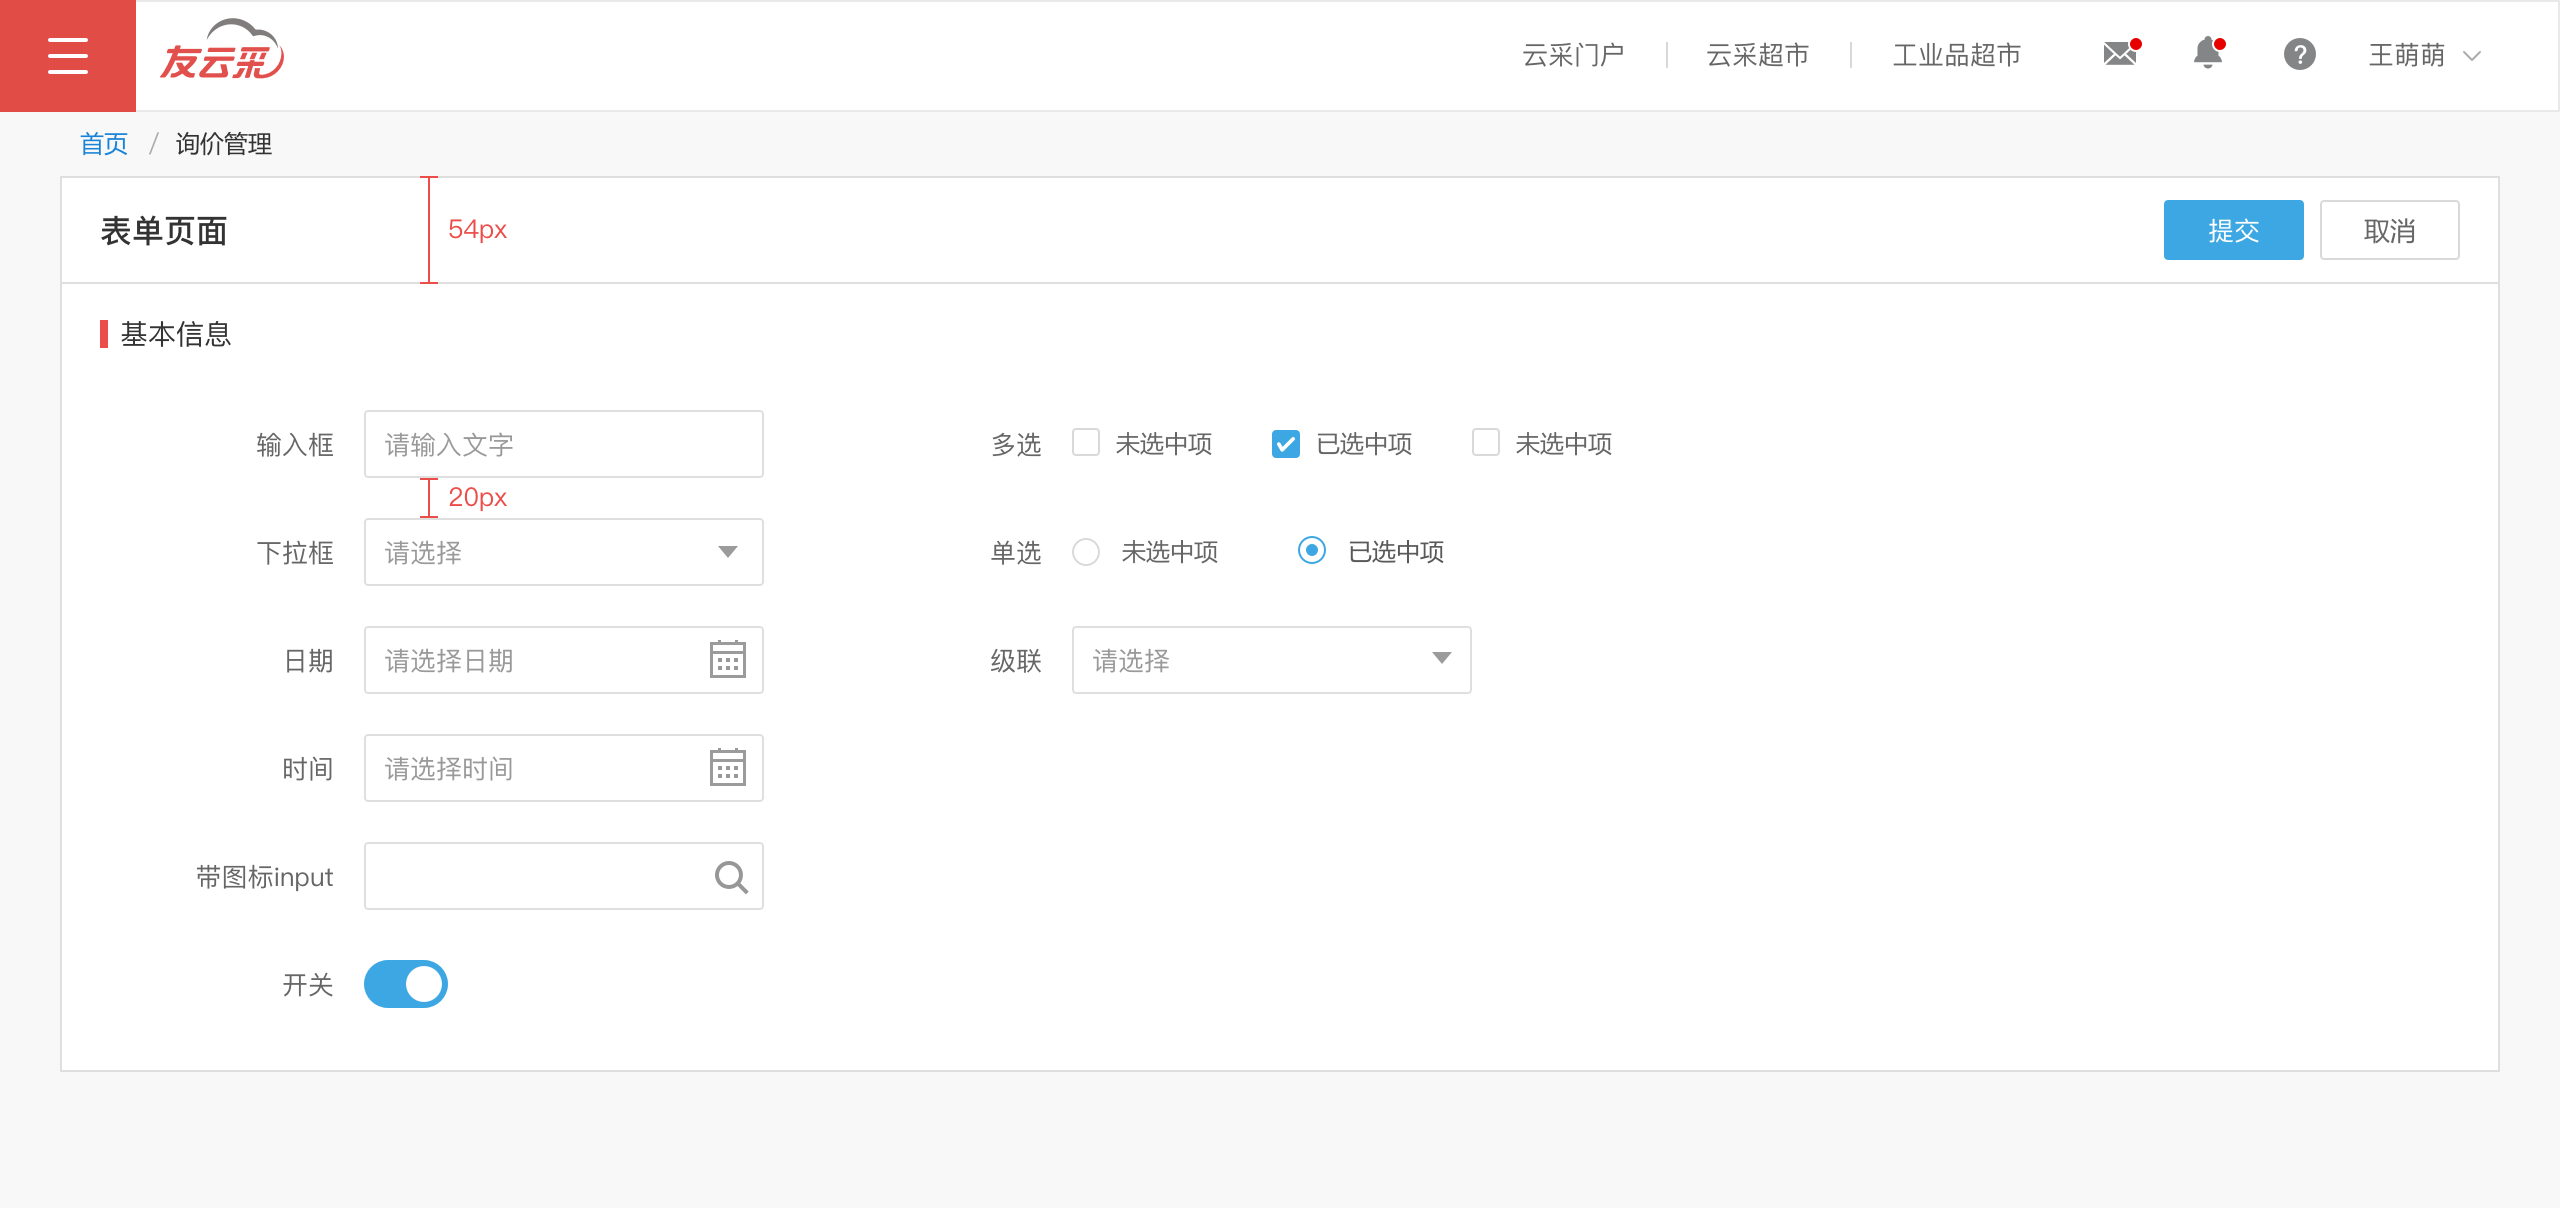 友云采
云采门户 云采超市 工业品超市 王萌萌
首页 / 询价管理
表单页面 54px 提交 取消
基本信息
输入框 请输入文字 多选 未选中项 已选中项 未选中项
20px
下拉框 请选择 单选 未选中项 已选中项
日期 请选择日期 级联 请选择
时间 请选择时间
带图标input
开关